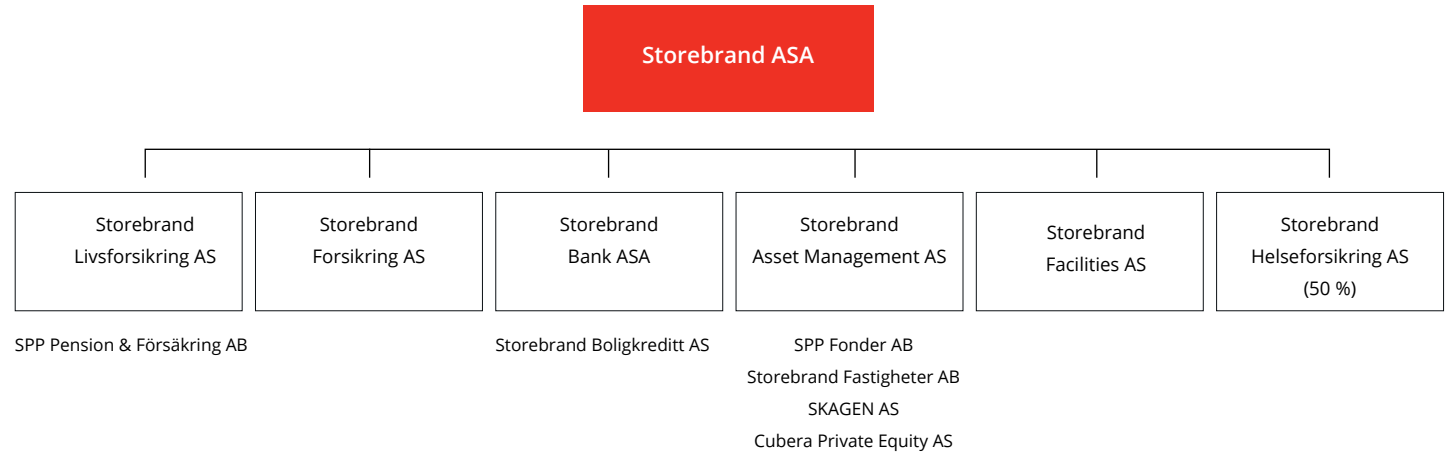 Storebrand ASA
Storebrand
Livsforsikring AS
Storebrand
Forsikring AS
Storebrand
Bank ASA
Storebrand
Asset Management AS
Storebrand
Facilities AS
Storebrand
Helseforsikring AS
(50 %)
SPP Pension & Försäkring AB
Storebrand Boligkreditt AS
SPP Fonder AB
Storebrand Fastigheter AB
SKAGEN AS
Cubera Private Equity AS